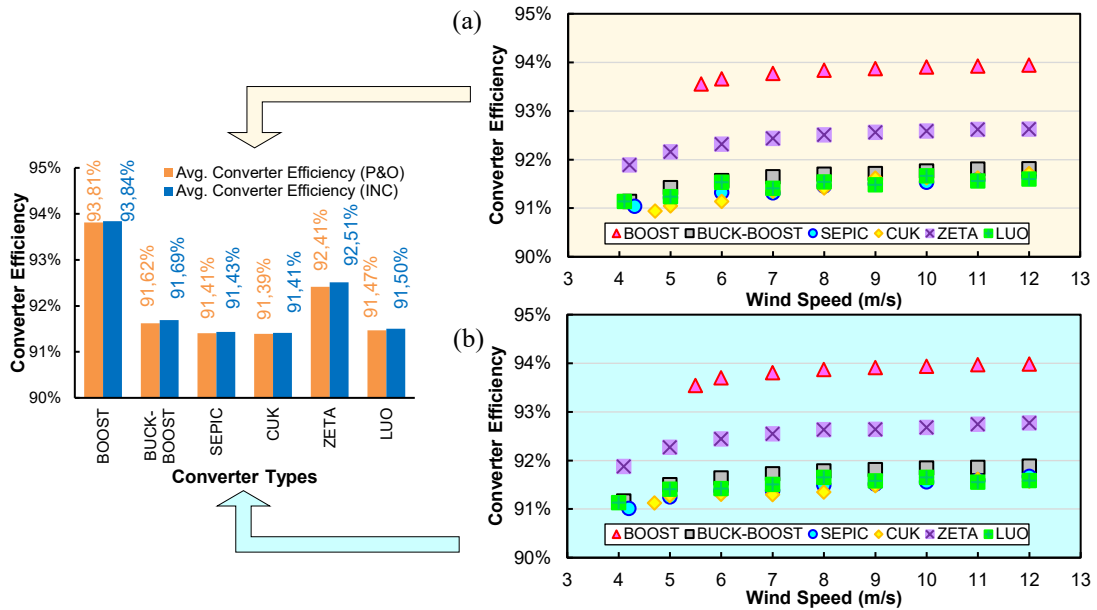 (a)
95%
94%
93%
92%
91%
90%
Converter Efficiency
BOOST BUCK-BOOST SEPIC CUK ZETA LUO
3 4 5 6 7 8 9 10 11 12 13
Wind Speed (m/s)
95%
94%
93%
92%
91%
90%
Converter Efficiency
Avg. Converter Efficiency (P&O)
Avg. Converter Efficiency (INC)
93,81%
93,84%
91,62%
91,69%
91,41%
91,43%
91,39%
91,41%
92,41%
92,51%
91,47%
91,50%
BOOST
BUCK-
BOOST
SEPIC
CUK
ZETA
LUO
Converter Types
(b)
95%
94%
93%
92%
91%
90%
Converter Efficiency
BOOST BUCK-BOOST SEPIC CUK ZETA LUO
3 4 5 6 7 8 9 10 11 12 13
Wind Speed (m/s)